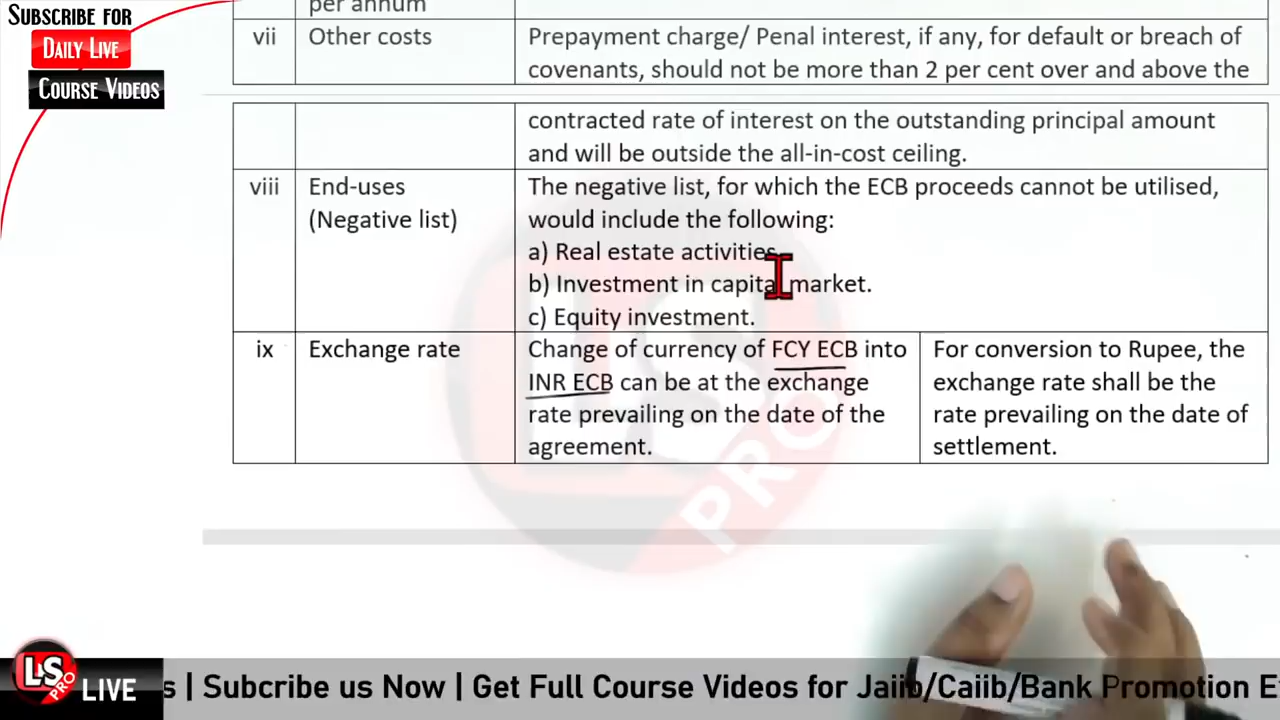 SUBSCRIBE FOR
DAILY LIVE
COURSE VIDEOS
per annum
vii Other costs Prepayment charge/ Penal interest, if any, for default or breach of
covenants, should not be more than 2 per cent over and above the
contracted rate of interest on the outstanding principal amount
and will be outside the all-in-cost ceiling.
viii End-uses The negative list, for which the ECB proceeds cannot be utilised,
(Negative list) would include the following:
a) Real estate activities.
b) Investment in capital market.
c) Equity investment.
ix Exchange rate Change of currency of FCY ECB into For conversion to Rupee, the
INR ECB can be at the exchange exchange rate shall be the
rate prevailing on the date of the rate prevailing on the date of
agreement. settlement.
PRO
LS PRO LIVE s | Subcribe us Now | Get Full Course Videos for Jaiib/Caiib/Bank Promotion E